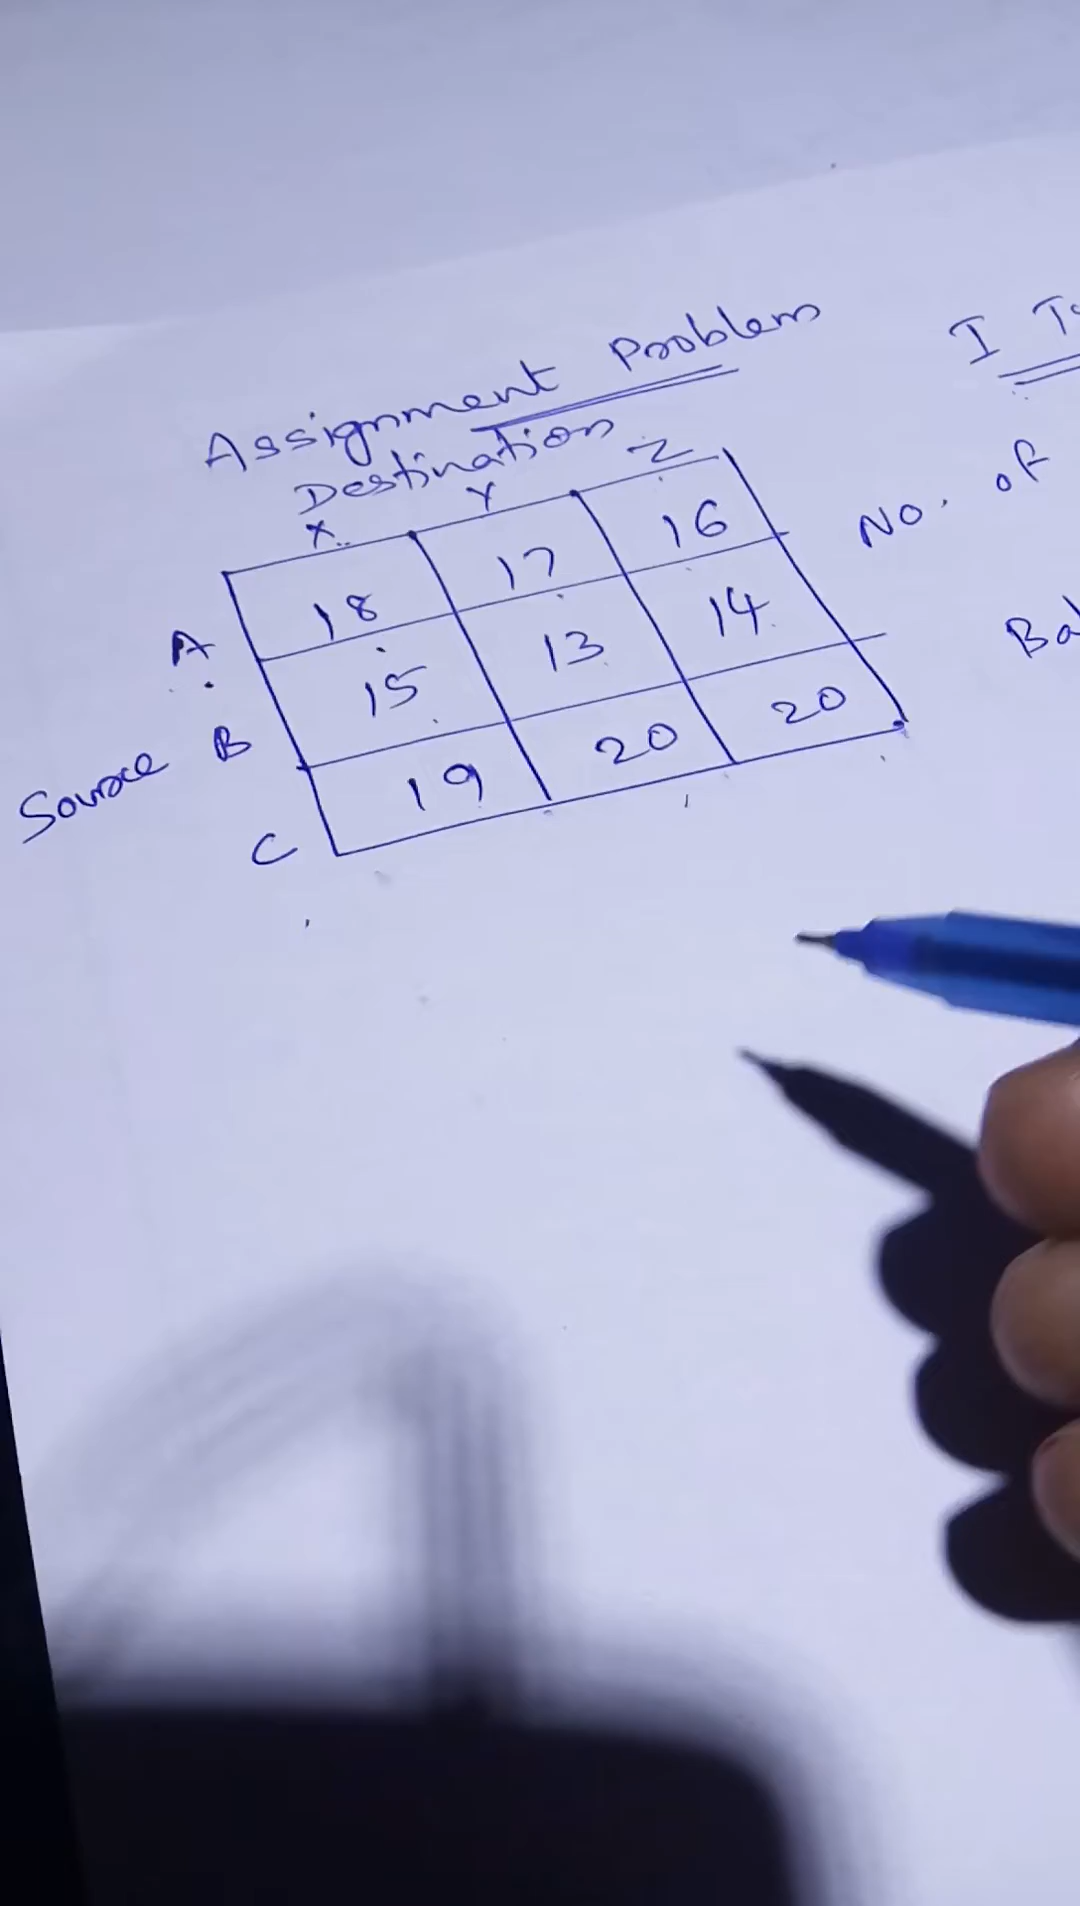 Assignment Problem
Destination
X Y Z
A 18 17 16
B 15 13 14
C 19 20 20
Source
I
No. of